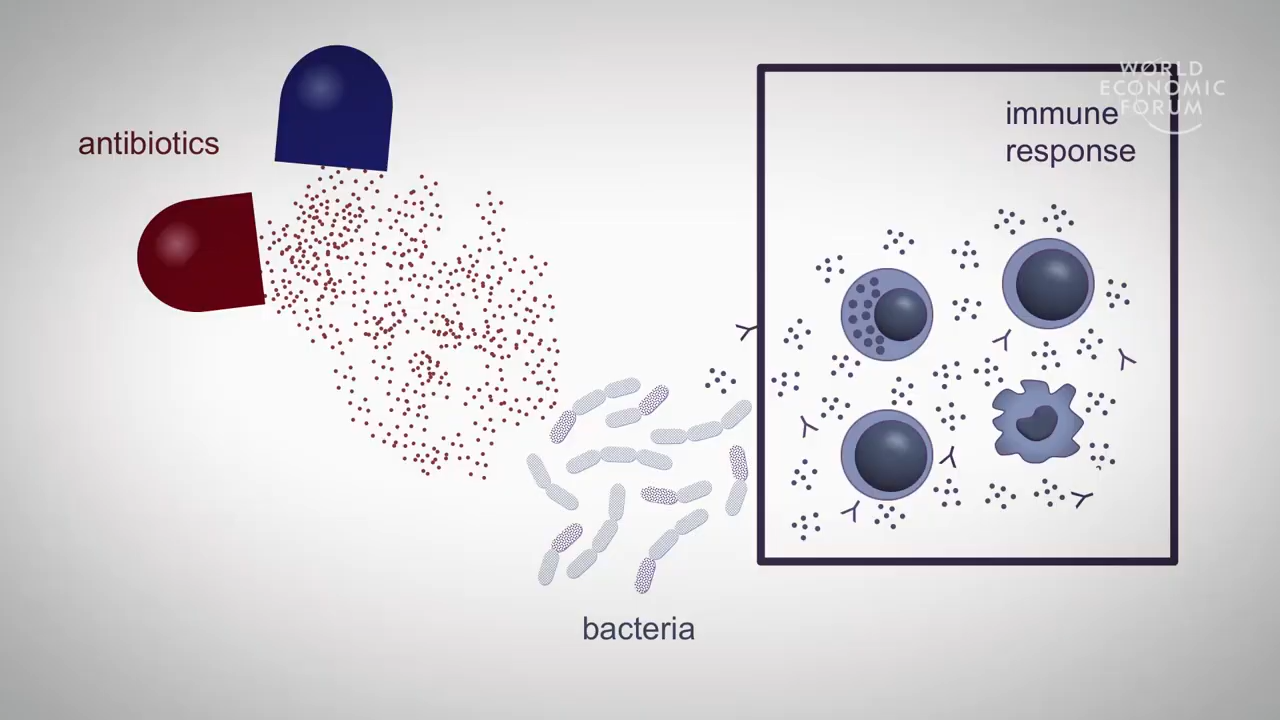 WORLD
ECONOMIC
FORUM
antibiotics
immune
response
bacteria